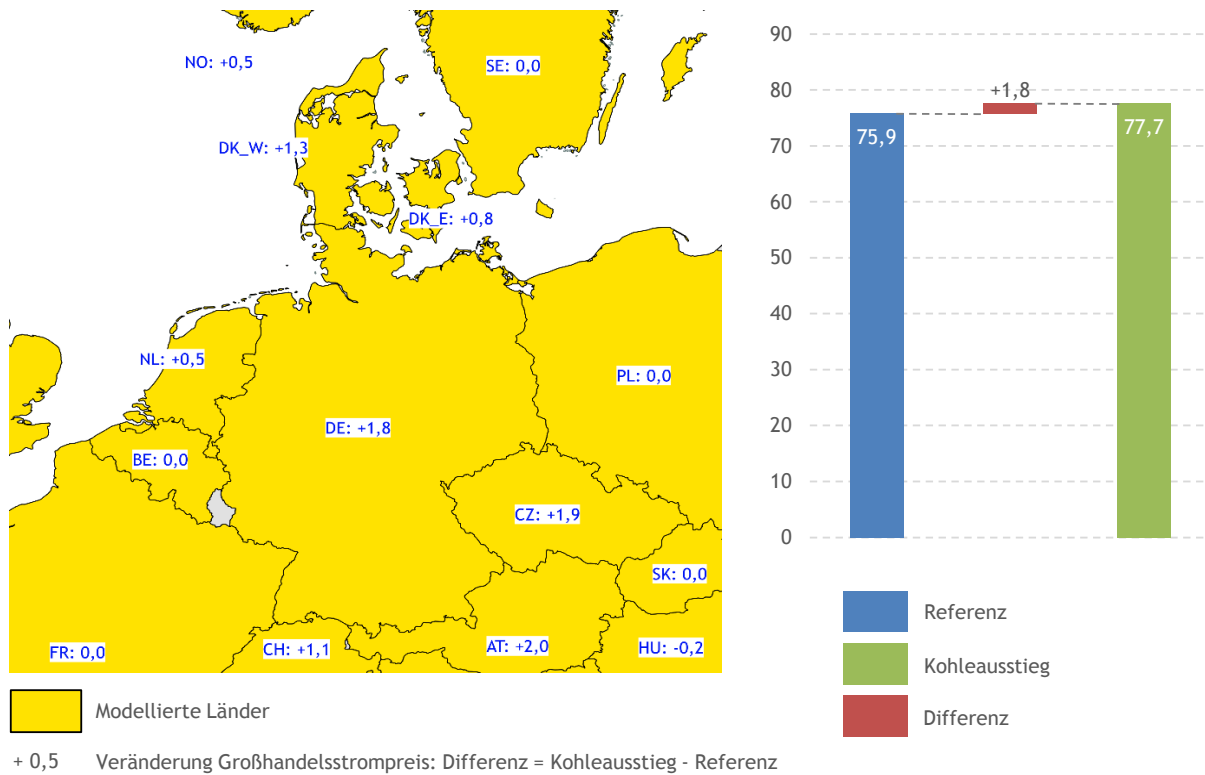 NO: +0,5
SE: 0,0
DK_W: +1,3
DK_E: +0,8
NL: +0,5
PL: 0,0
DE: +1,8
BE: 0,0
CZ: +1,9
SK: 0,0
FR: 0,0
CH: +1,1
AT: +2,0
HU: -0,2
Modellierte Länder
+ 0,5 Veränderung Großhandelsstrompreis: Differenz = Kohleausstieg - Referenz
90
80
70
60
50
40
30
20
10
0
75,9
+1,8
77,7
Referenz
Kohleausstieg
Differenz